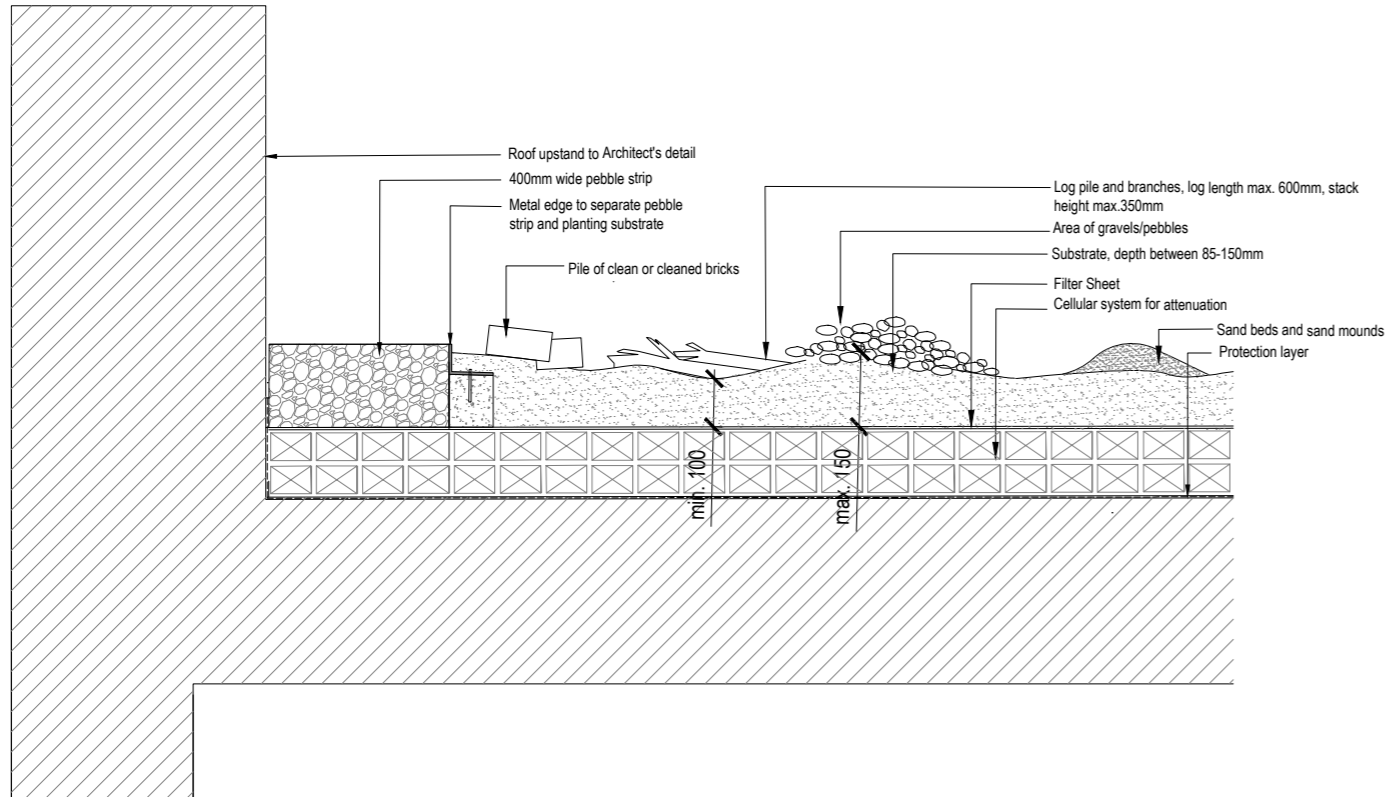 Roof upstand to Architect's detail
400mm wide pebble strip
Metal edge to separate pebble
strip and planting substrate
Pile of clean or cleaned bricks
Log pile and branches, log length max. 600mm, stack
height max.350mm
Area of gravels/pebbles
Substrate, depth between 85-150mm
Filter Sheet
Cellular system for attenuation
Sand beds and sand mounds
Protection layer
min. 100
max. 150